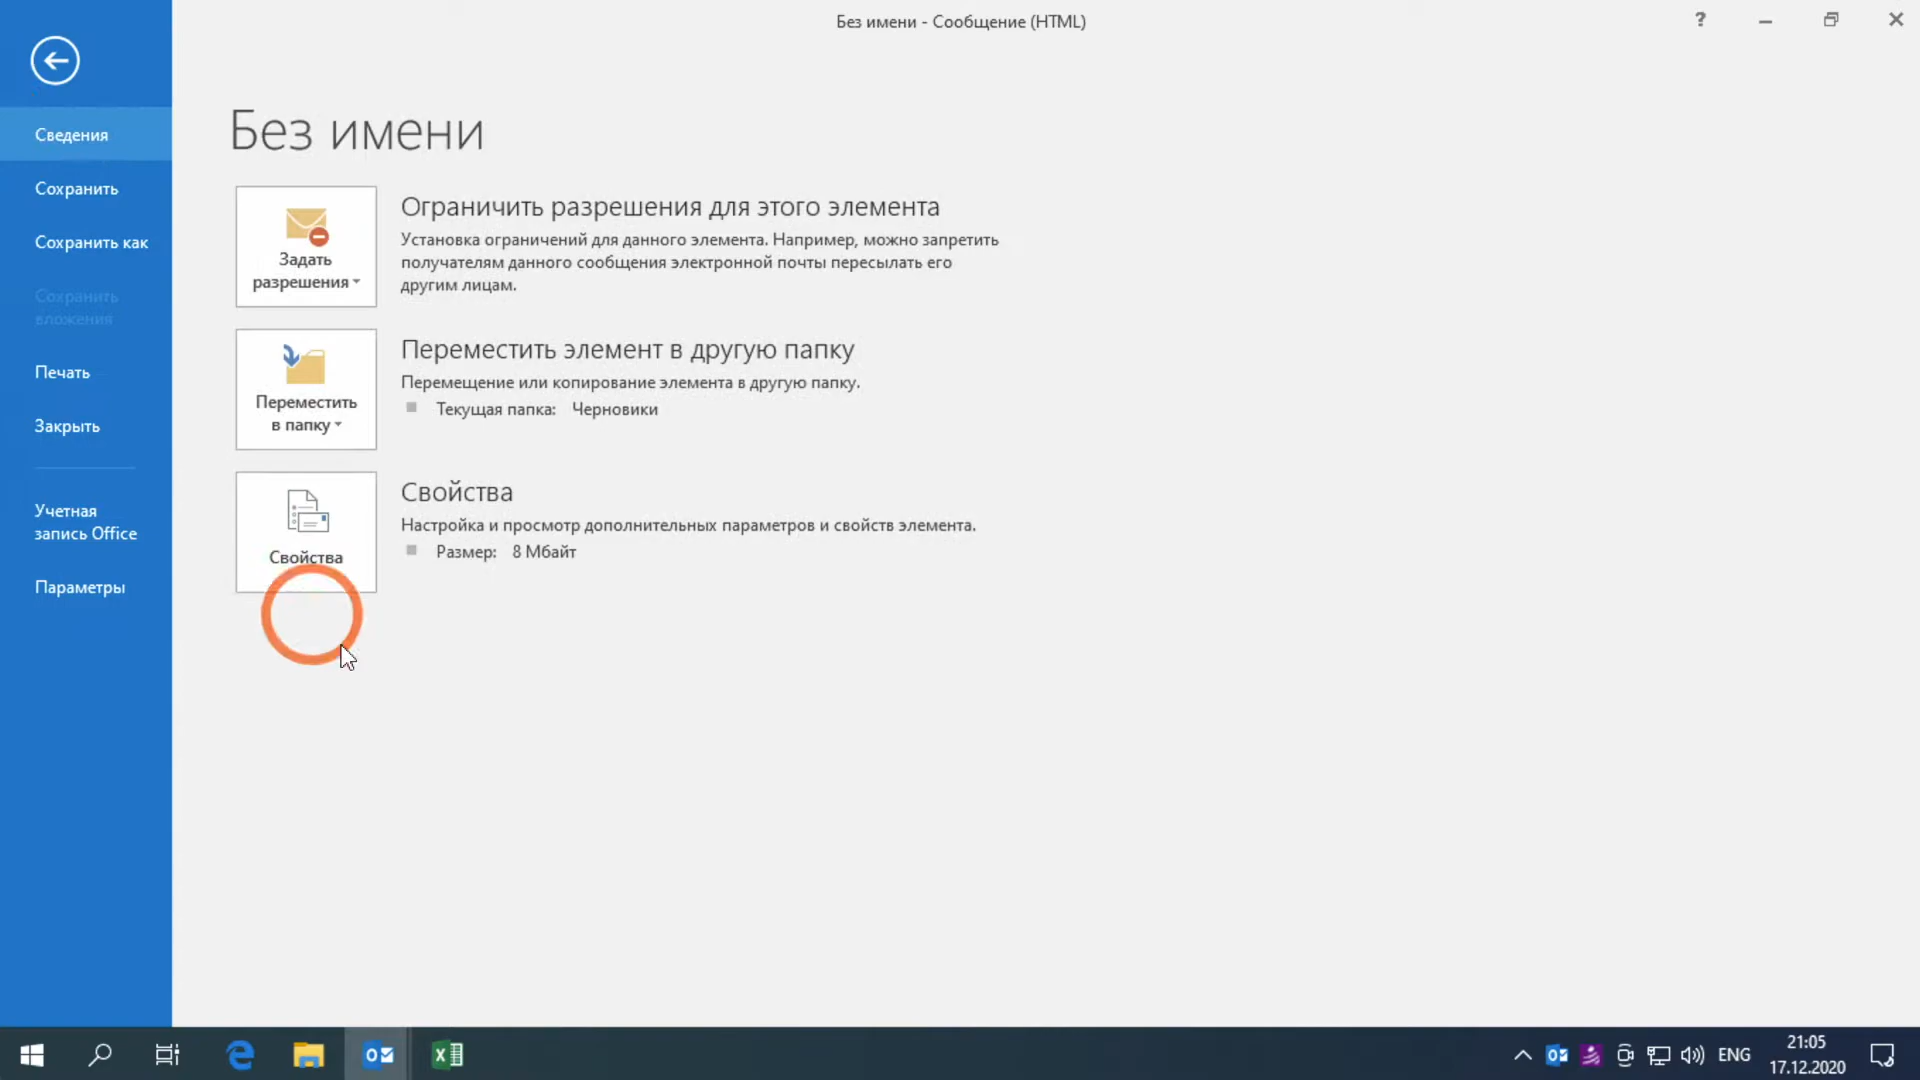 Без имени - Сообщение (HTML)
?
Сведения
Сохранить
Сохранить как
Сохранить
вложения
Печать
Закрыть
Учетная
запись Office
Параметры
Без имени
Задать
разрешения
Ограничить разрешения для этого элемента
Установка ограничений для данного элемента. Например, можно запретить
получателям данного сообщения электронной почты пересылать его
другим лицам.
Переместить
в папку
Переместить элемент в другую папку
Перемещение или копирование элемента в другую папку.
Текущая папка: Черновики
Свойства
Свойства
Настройка и просмотр дополнительных параметров и свойств элемента.
Размер: 8 Мбайт
ENG
21:05
17.12.2020